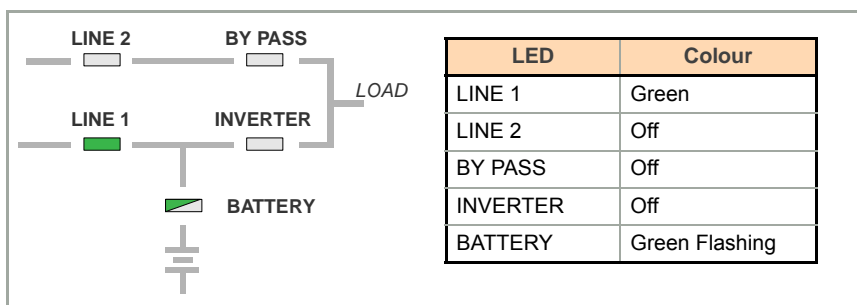 LINE 2 BY PASS
LOAD
LINE 1 INVERTER
BATTERY
LED Colour
LINE 1 Green
LINE 2 Off
BY PASS Off
INVERTER Off
BATTERY Green Flashing